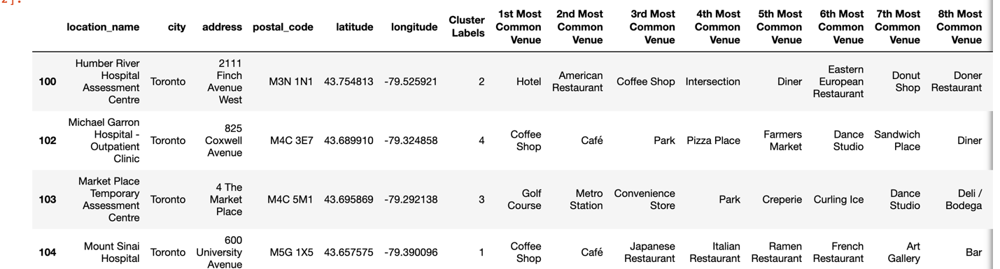 2]:
location_name city address postal_code latitude longitude Cluster Labels 1st Most Common Venue 2nd Most Common Venue 3rd Most Common Venue 4th Most Common Venue 5th Most Common Venue 6th Most Common Venue 7th Most Common Venue 8th Most Common Venue
100 Humber River Hospital Assessment Centre Toronto 2111 Finch Avenue West M3N 1N1 43.754813 -79.525921 2 Hotel American Restaurant Coffee Shop Intersection Diner Eastern European Restaurant Donut Shop Doner Restaurant
102 Michael Garron Hospital - Outpatient Clinic Toronto 825 Coxwell Avenue M4C 3E7 43.689910 -79.324858 4 Coffee Shop Café Park Pizza Place Farmers Market Dance Studio Sandwich Place Diner
103 Market Place Temporary Assessment Centre Toronto 4 The Market Place M4C 5M1 43.695869 -79.292138 3 Golf Course Metro Station Convenience Store Park Creperie Curling Ice Dance Studio Deli / Bodega
104 Mount Sinai Hospital Toronto 600 University Avenue M5G 1X5 43.657575 -79.390096 1 Coffee Shop Café Japanese Restaurant Italian Restaurant Ramen Restaurant French Restaurant Art Gallery Bar